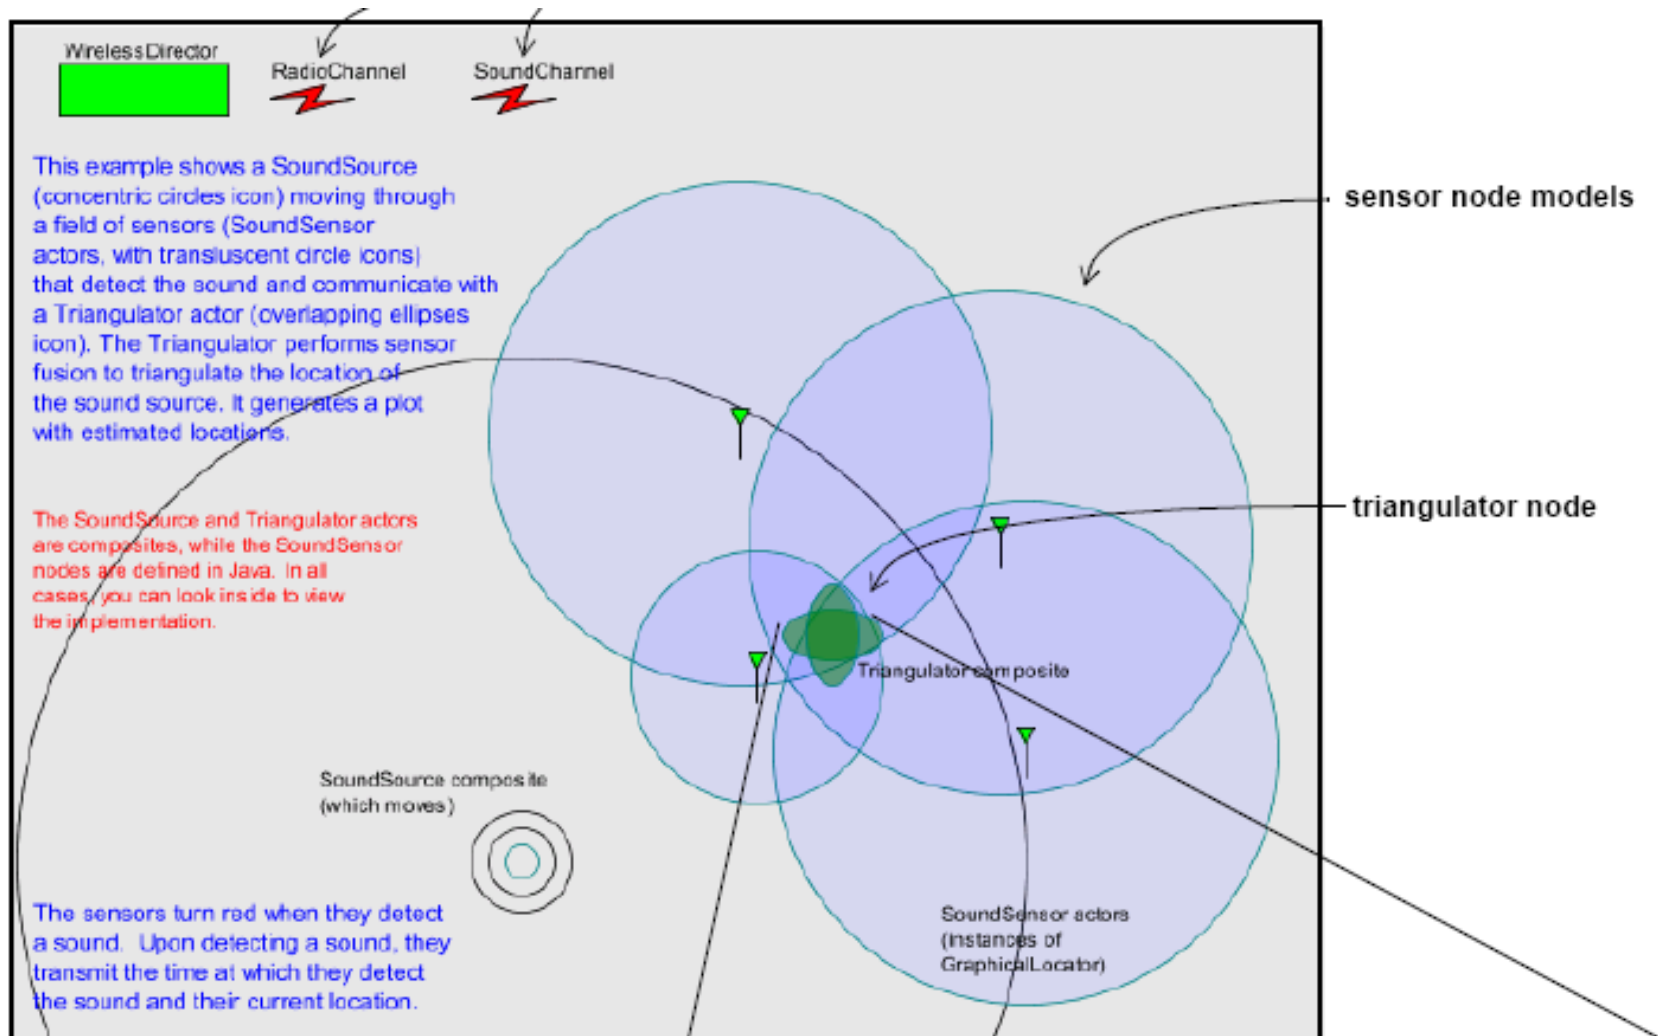 WirelessDirector
RadioChannel
SoundChannel
This example shows a SoundSource
(concentric circles icon) moving through
a field of sensors (SoundSensor
actors, with transluscent circle icons)
that detect the sound and communicate with
a Triangulator actor (overlapping ellipses
icon). The Triangulator performs sensor
fusion to triangulate the location of
the sound source. It generates a plot
with estimated locations.
sensor node models
The SoundSource and Triangulator actors
are composites, while the SoundSensor
nodes are defined in Java. In all
cases, you can look inside to view
the implementation.
triangulator node
Triangulator composite
SoundSource composite
(which moves)
The sensors turn red when they detect
a sound. Upon detecting a sound, they
transmit the time at which they detect
the sound and their current location.
SoundSensor actors
(instances of
GraphicalLocator)